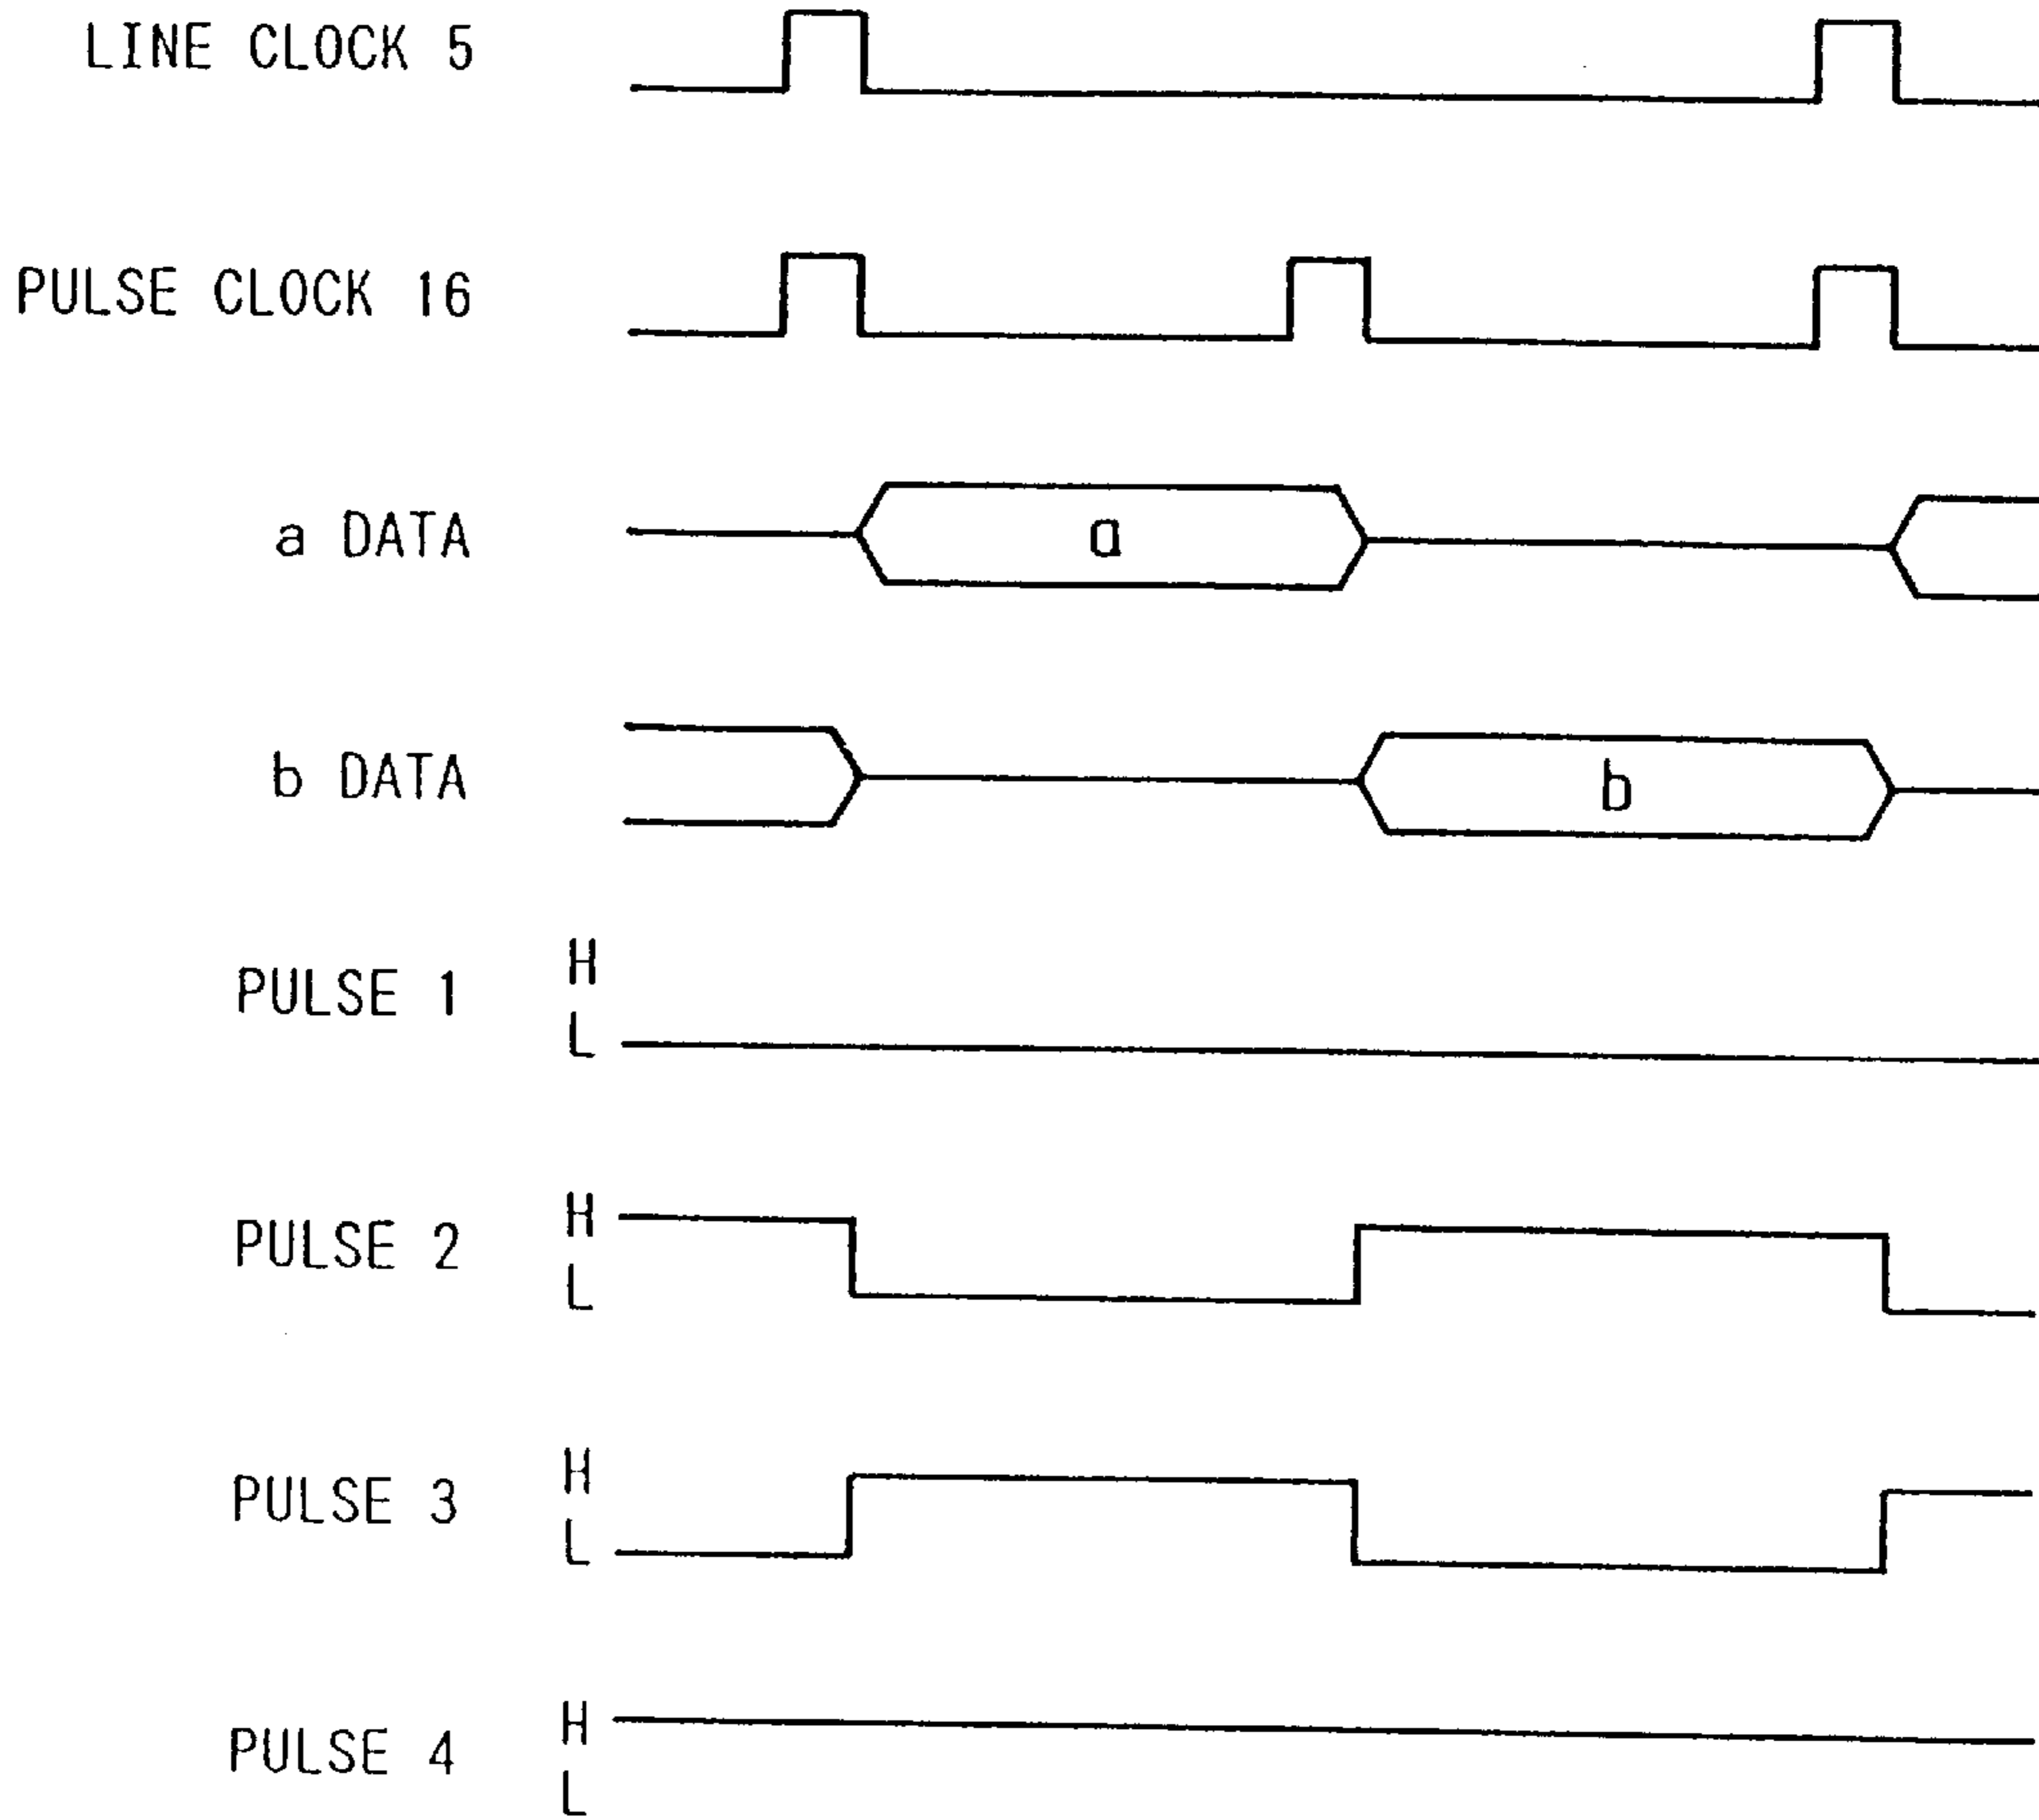 LINE CLOCK 5
PULSE CLOCK 16
a DATA
a
b DATA
b
PULSE 1
H
L
PULSE 2
H
L
PULSE 3
H
L
PULSE 4
H
L